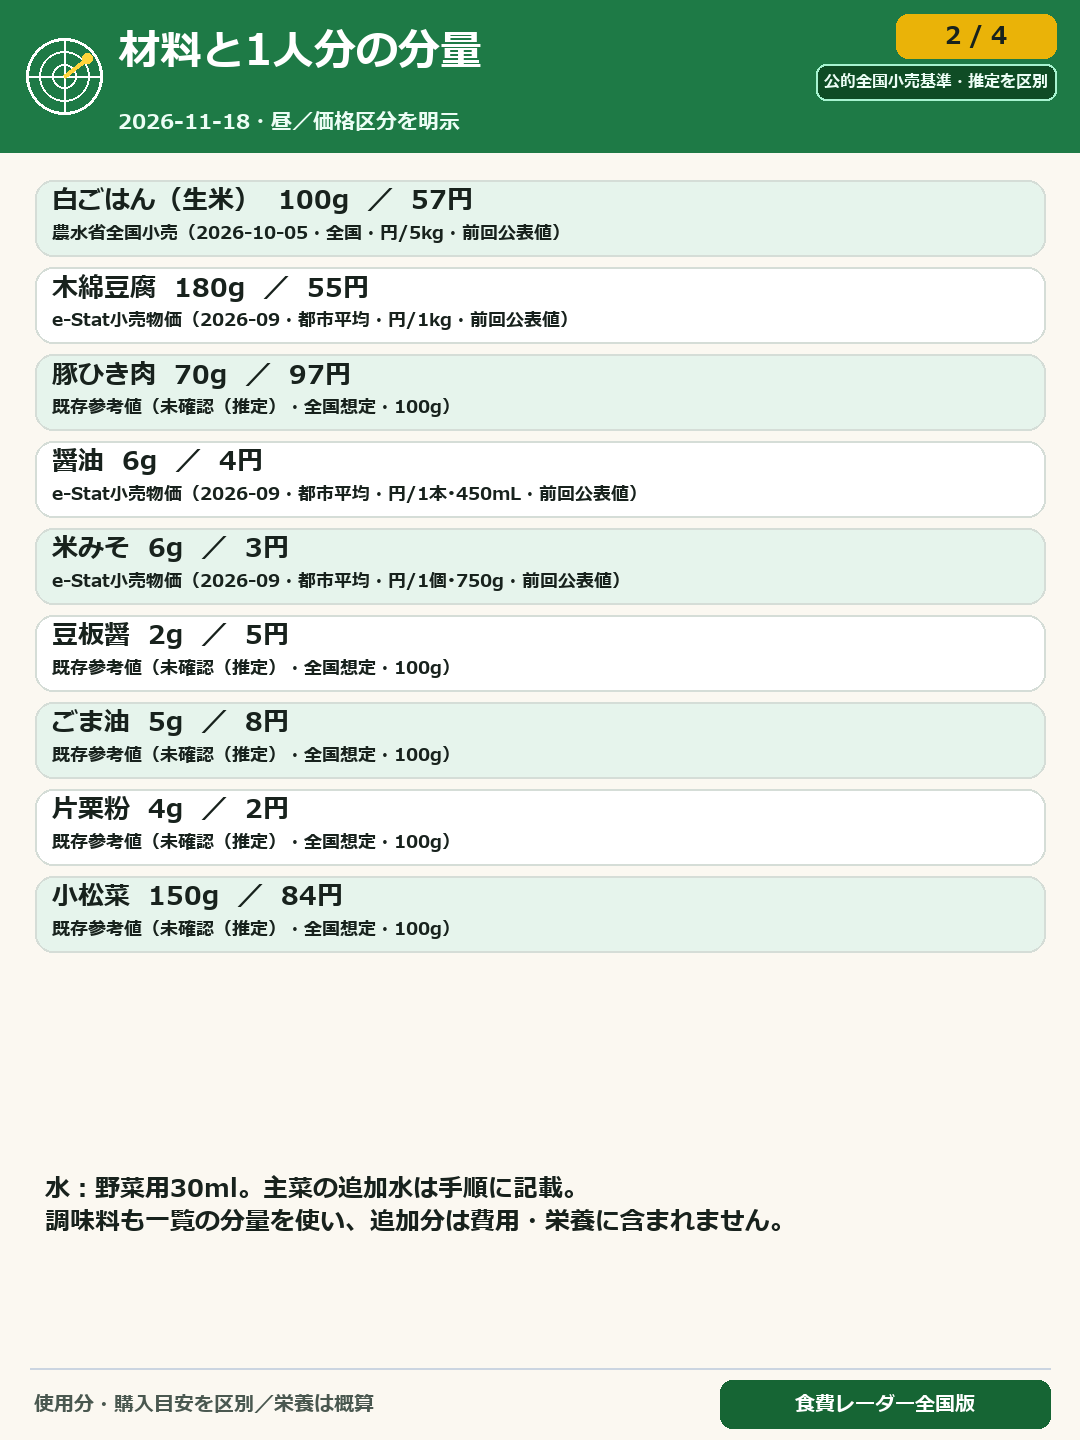 材料と1人分の分量
2 / 4
公的全国小売基準・推定を区別
2026-11-18・昼／価格区分を明示
白ごはん（生米） 100g ／ 57円
農水省全国小売（2026-10-05・全国・円/5kg・前回公表値）
木綿豆腐 180g ／ 55円
e-Stat小売物価（2026-09・都市平均・円/1kg・前回公表値）
豚ひき肉 70g ／ 97円
既存参考値（未確認（推定）・全国想定・100g）
醤油 6g ／ 4円
e-Stat小売物価（2026-09・都市平均・円/1本･450mL・前回公表値）
米みそ 6g ／ 3円
e-Stat小売物価（2026-09・都市平均・円/1個･750g・前回公表値）
豆板醤 2g ／ 5円
既存参考値（未確認（推定）・全国想定・100g）
ごま油 5g ／ 8円
既存参考値（未確認（推定）・全国想定・100g）
片栗粉 4g ／ 2円
既存参考値（未確認（推定）・全国想定・100g）
小松菜 150g ／ 84円
既存参考値（未確認（推定）・全国想定・100g）
水：野菜用30ml。主菜の追加水は手順に記載。
調味料も一覧の分量を使い、追加分は費用・栄養に含まれません。
使用分・購入目安を区別／栄養は概算
食費レーダー全国版